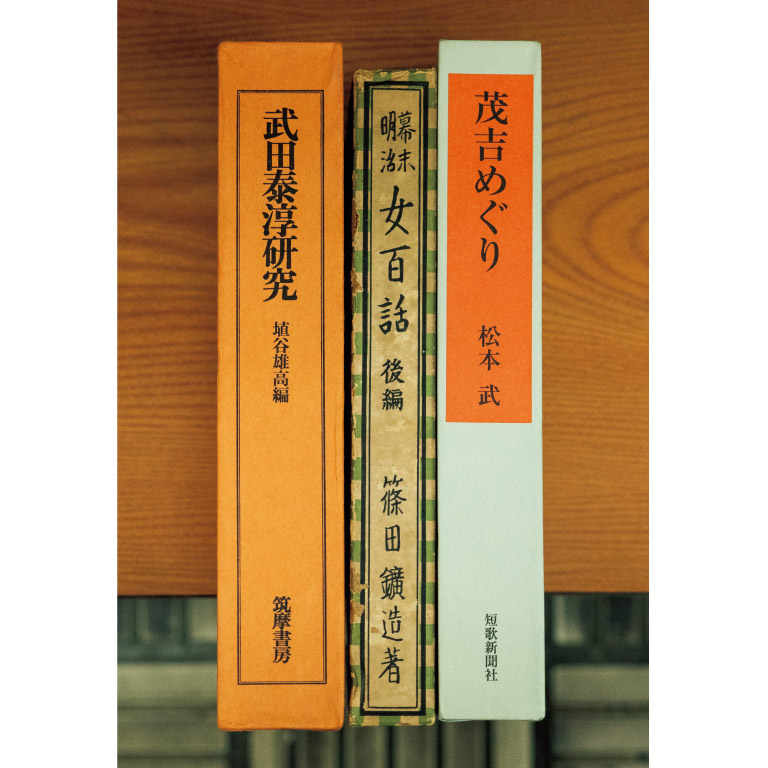 茂吉めぐり
松本 武
短歌新聞社
幕末
明治
女百話
後編
篠田鑛造著
武田泰淳研究
埴谷雄高編
筑摩書房